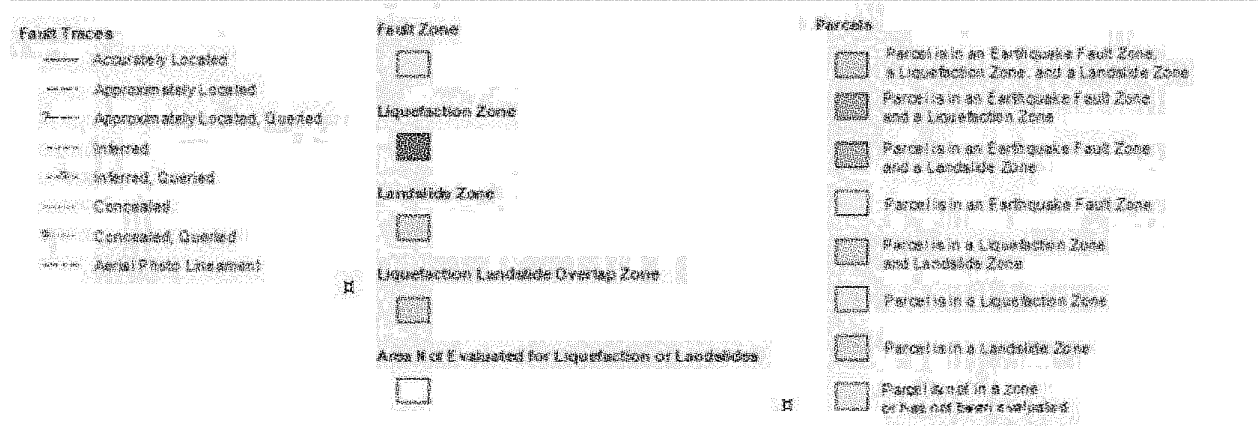 Fault Traces
Accurately Located
Approximately Located
Approximately Located, Queried
Inferred
Inferred, Queried
Concealed
Concealed, Queried
Aerial Photo Lineament
Fault Zone
Liquefaction Zone
Landslide Zone
Liquefaction Landslide Overlap Zone
Area Not Evaluated for Liquefaction or Landslides
Parcels
Parcel is in an Earthquake Fault Zone,
a Liquefaction Zone, and a Landslide Zone
Parcel is in an Earthquake Fault Zone
and a Liquefaction Zone
Parcel is in an Earthquake Fault Zone
and a Landslide Zone
Parcel is in an Earthquake Fault Zone
Parcel is in a Liquefaction Zone
and Landslide Zone
Parcel is in a Liquefaction Zone
Parcel is in a Landslide Zone
Parcel is not in a zone
or has not been evaluated